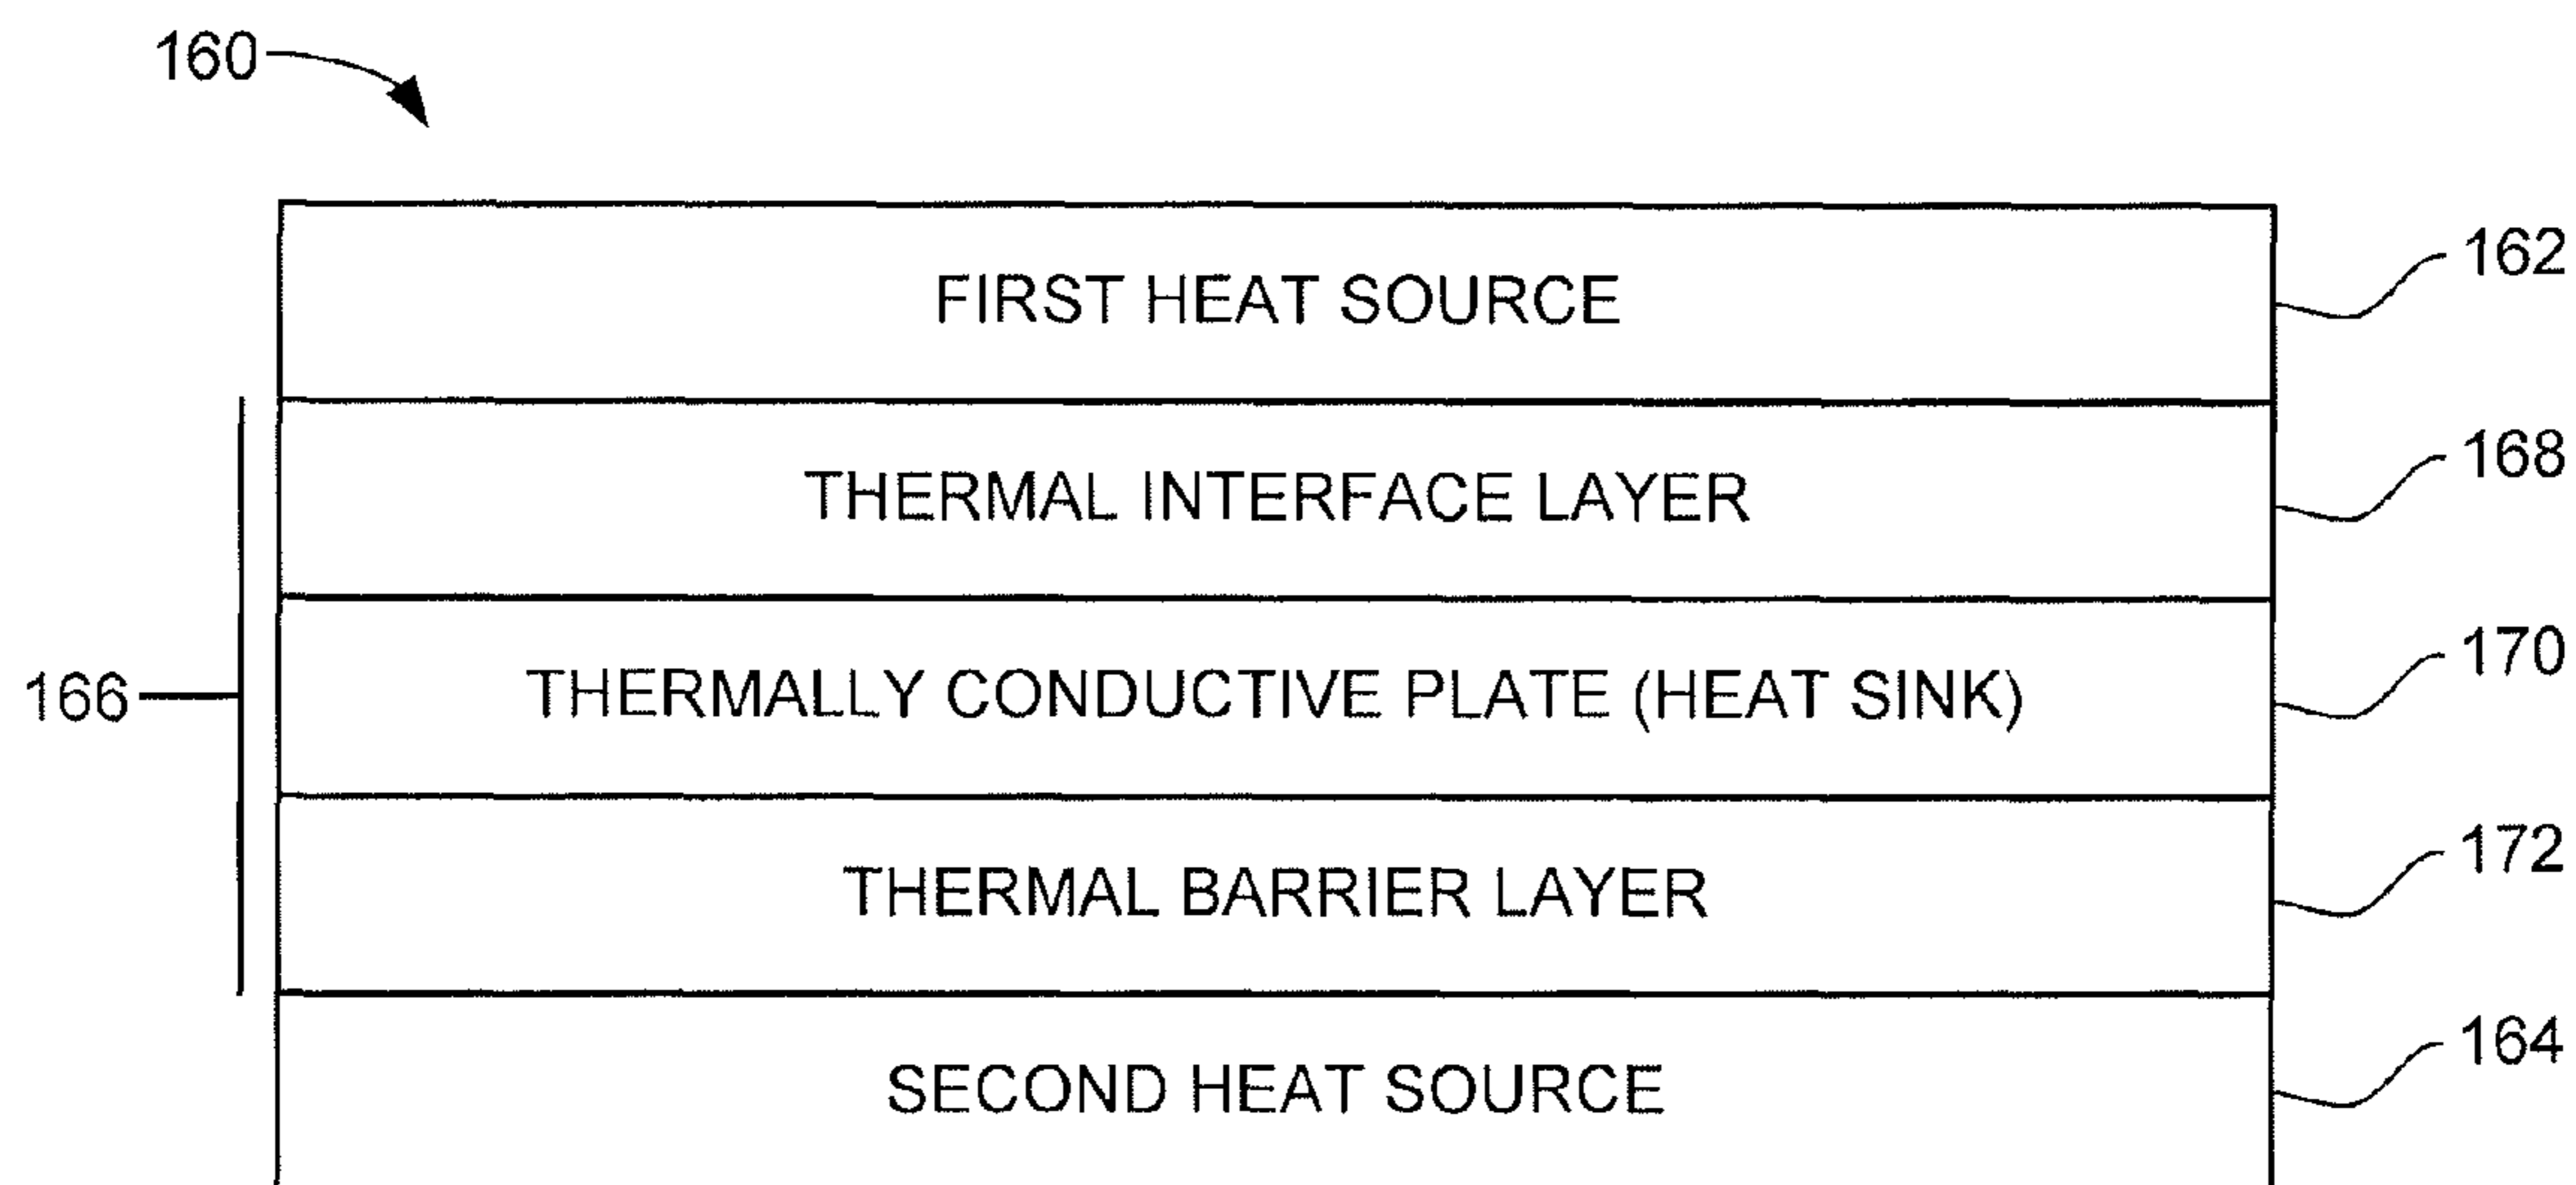 160
FIRST HEAT SOURCE
162
THERMAL INTERFACE LAYER
168
166
THERMALLY CONDUCTIVE PLATE (HEAT SINK)
170
THERMAL BARRIER LAYER
172
SECOND HEAT SOURCE
164